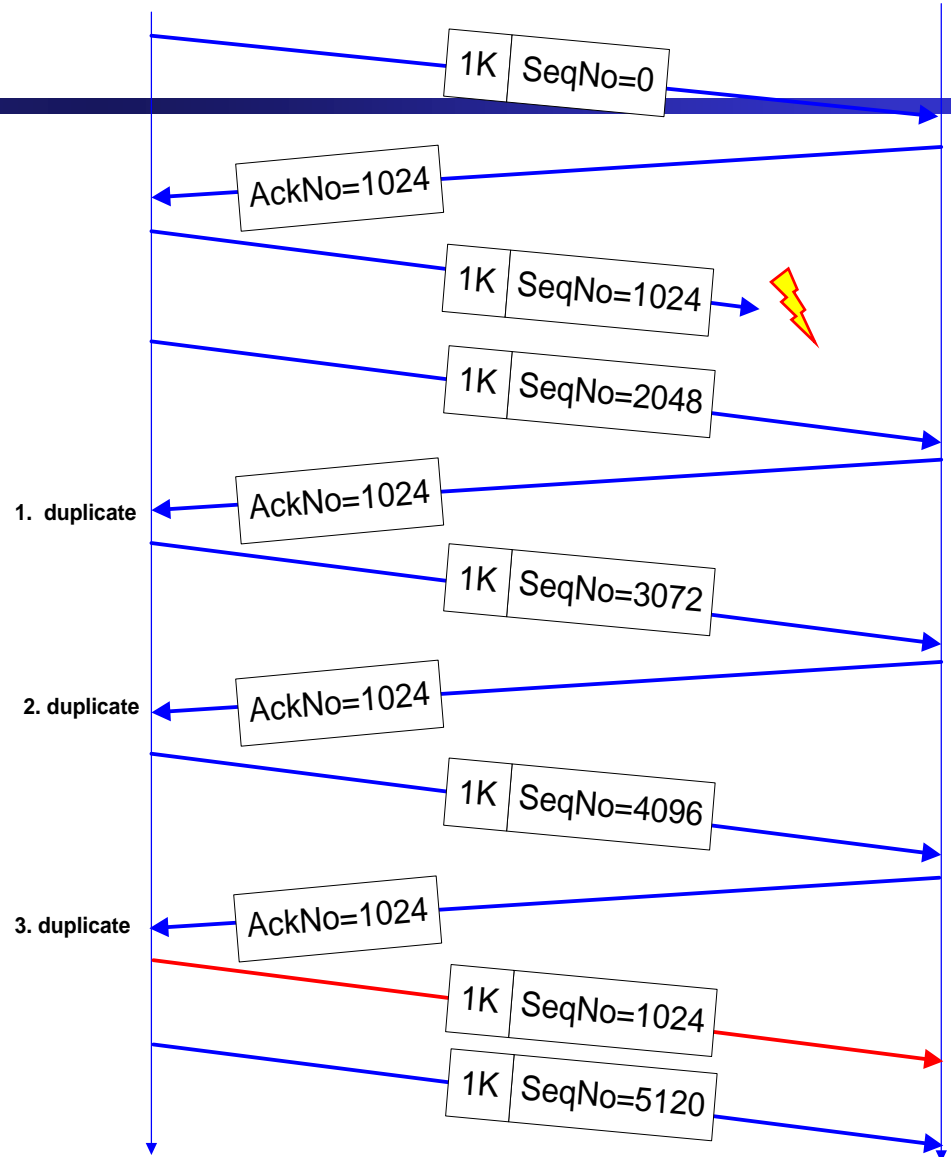 1K SeqNo=0
AckNo=1024
1K SeqNo=1024
1K SeqNo=2048
AckNo=1024
1. duplicate
1K SeqNo=3072
AckNo=1024
2. duplicate
1K SeqNo=4096
AckNo=1024
3. duplicate
1K SeqNo=1024
1K SeqNo=5120